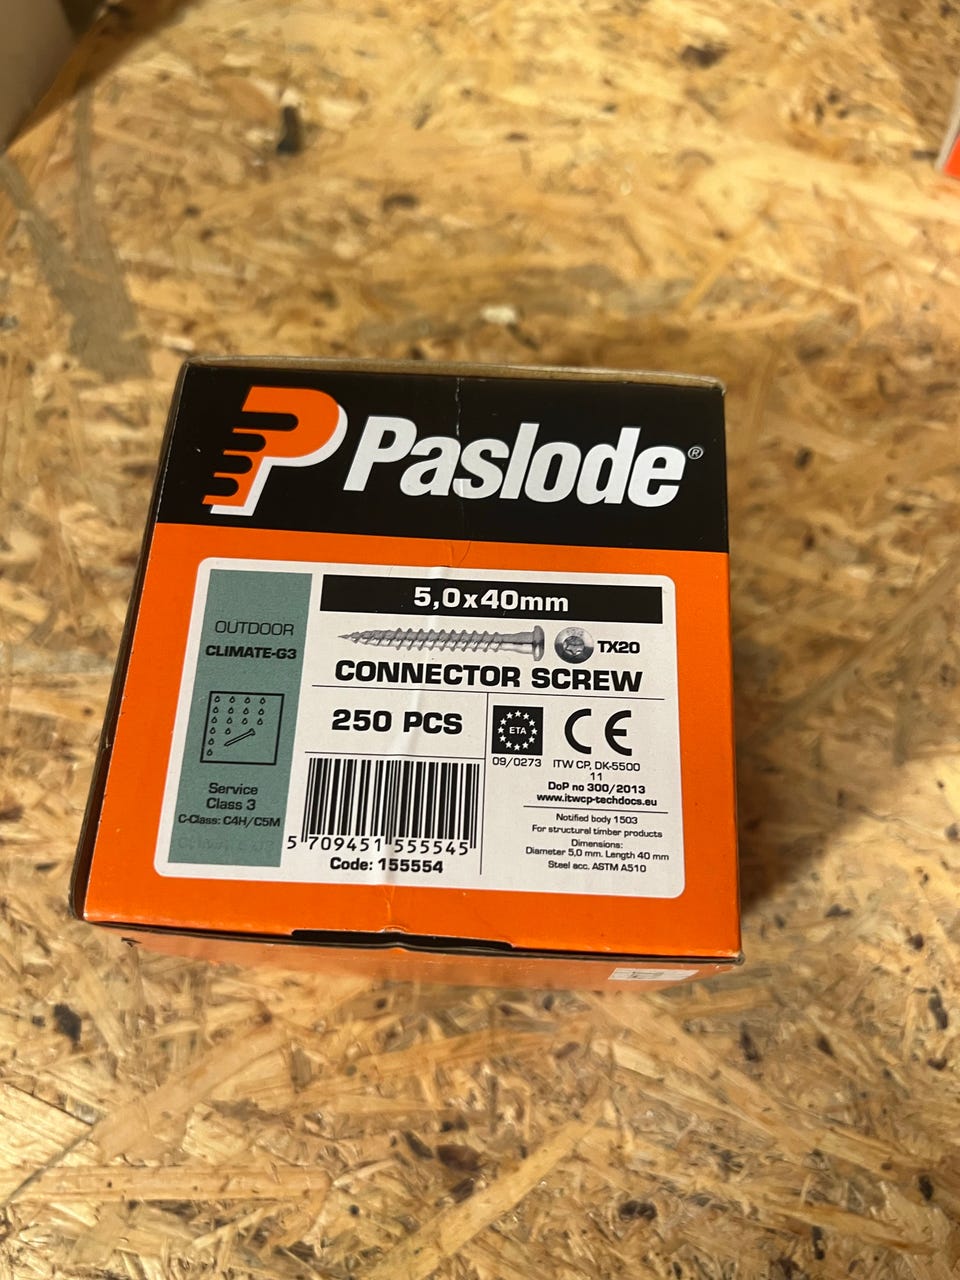 Paslode®
5,0x40mm
TX20
CONNECTOR SCREW
OUTDOOR
CLIMATE-G3
Service
Class 3
C-Class: C4H/C5M
250 PCS
5 709451 555545
Code: 155554
ETA
09/0273
CE
ITW CP, DK-5500
11
DoP no 300/2013
www.itwcp-techdocs.eu
Notified body 1503
For structural timber products
Dimensions:
Diameter 5,0 mm. Length 40 mm
Steel acc. ASTM A510